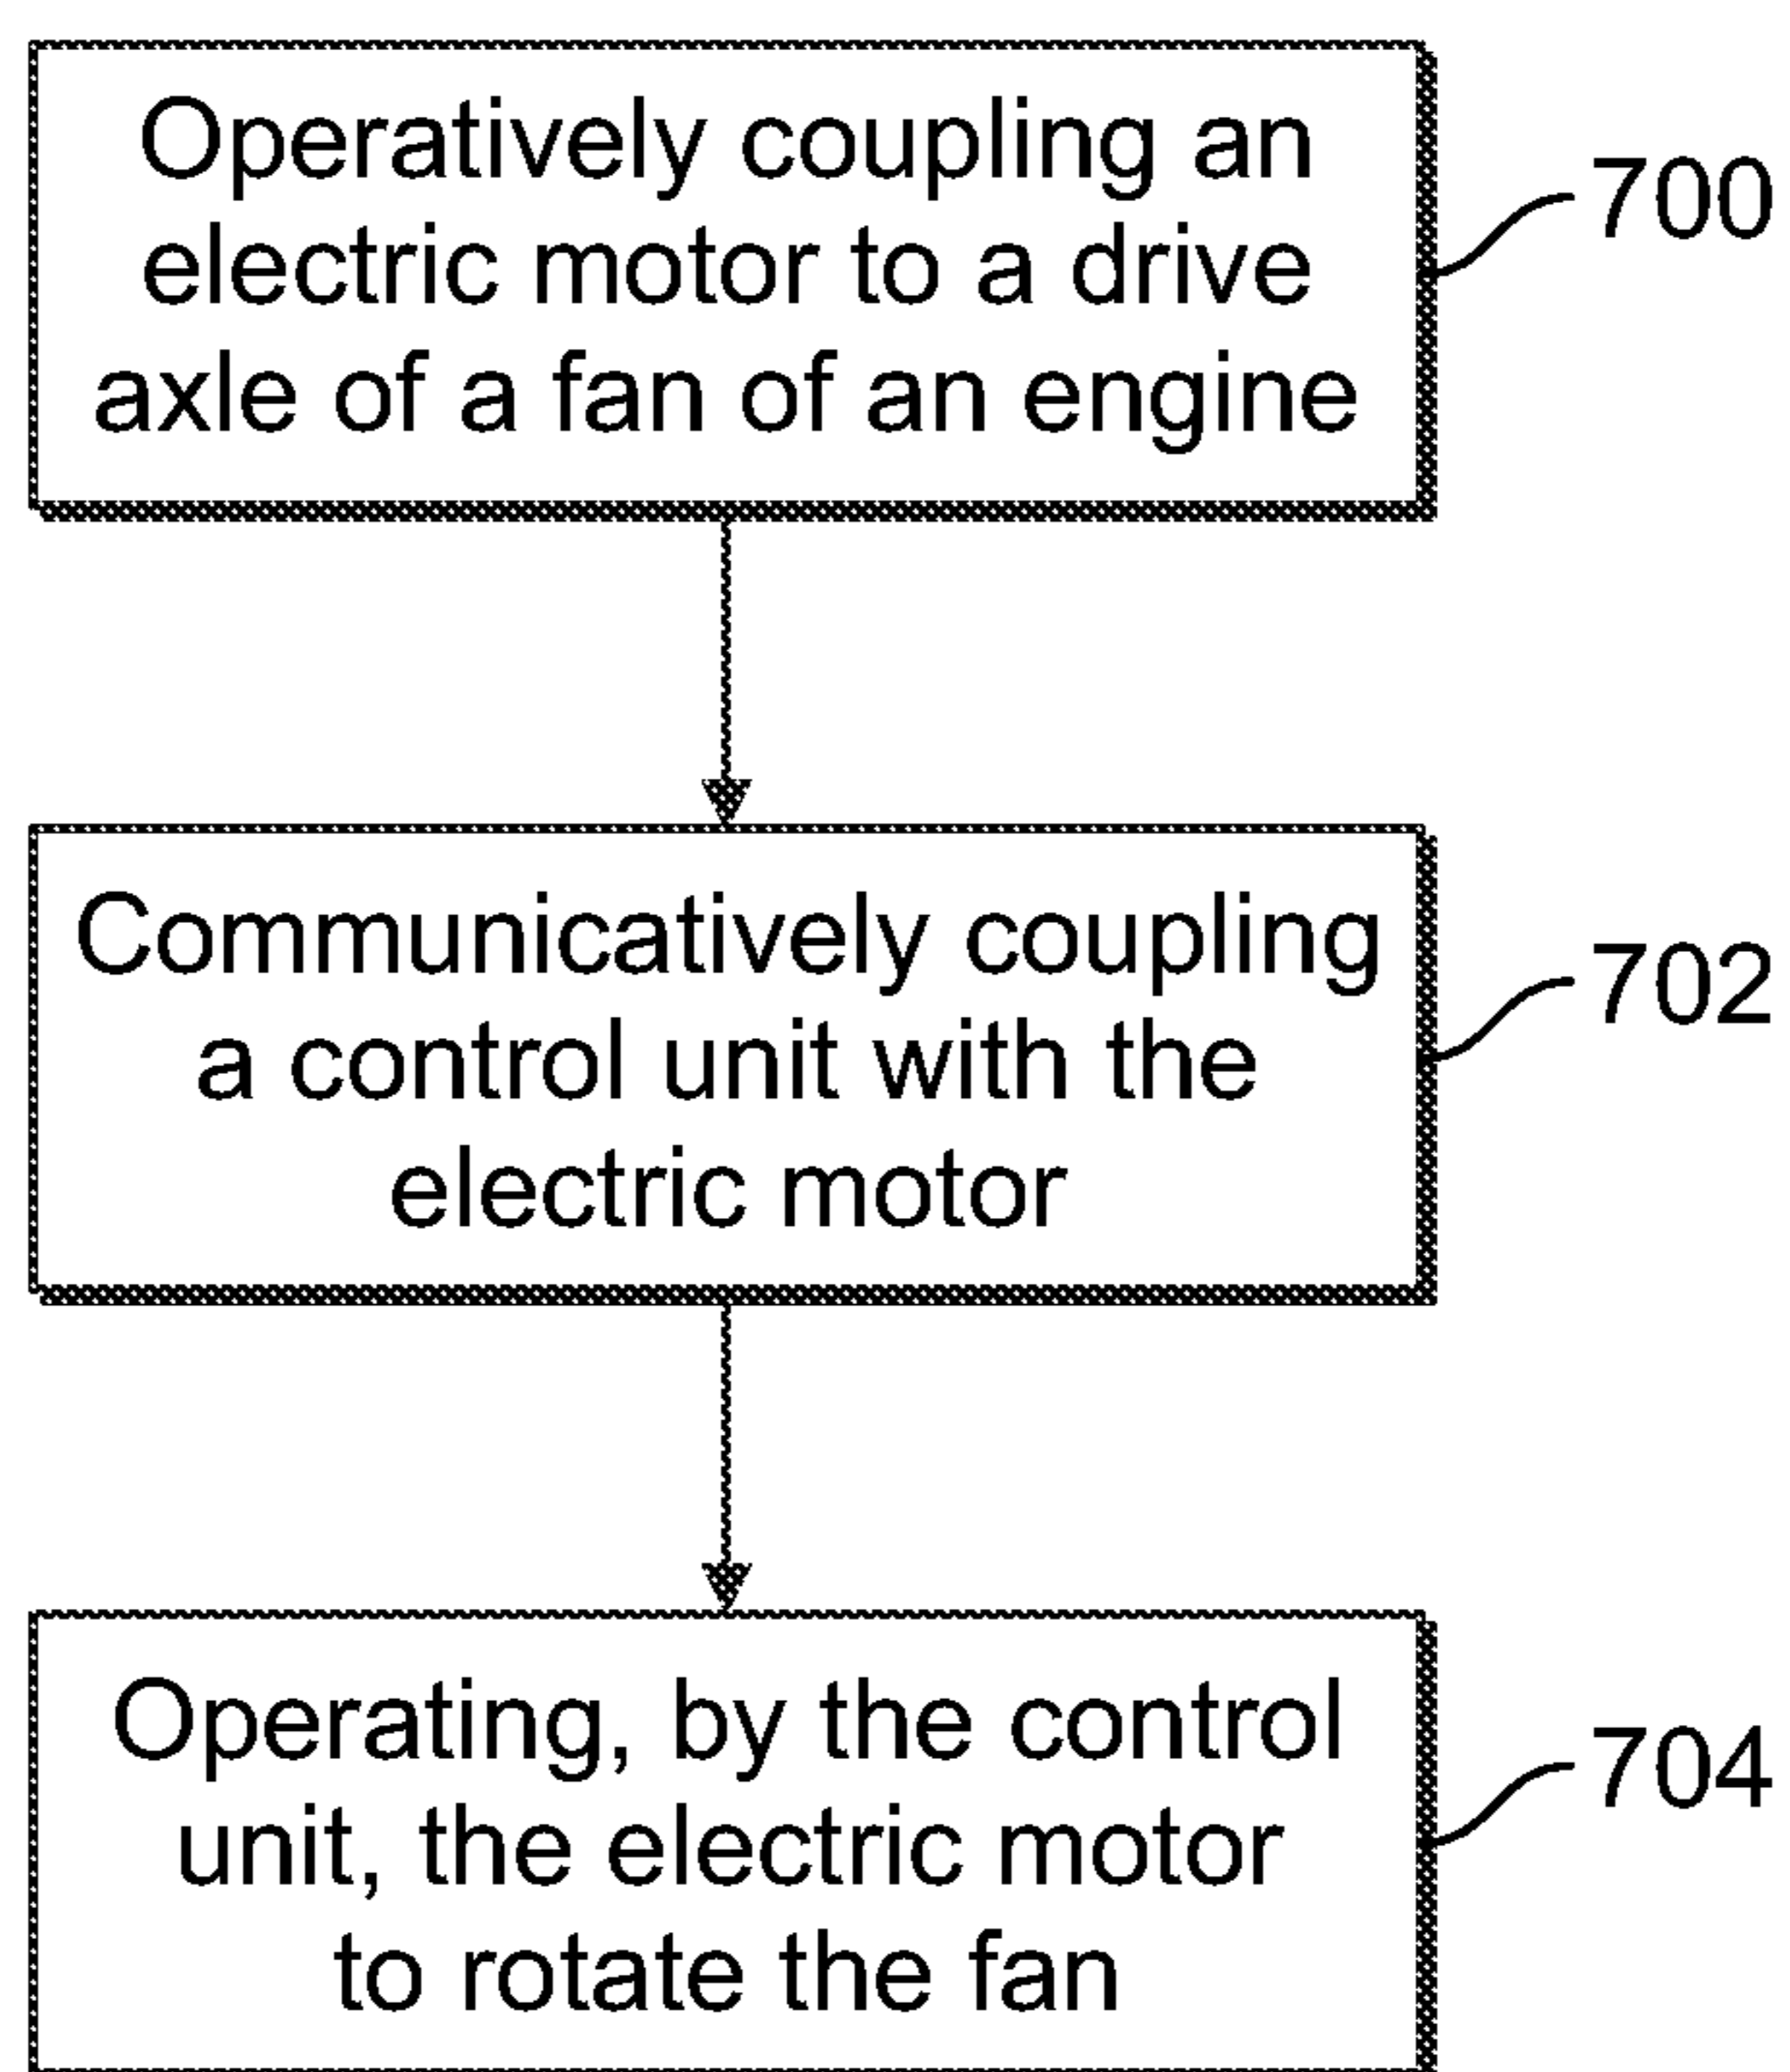 Operatively coupling an
electric motor to a drive
axle of a fan of an engine
700
Communicatively coupling
a control unit with the
electric motor
702
Operating, by the control
unit, the electric motor
to rotate the fan
704